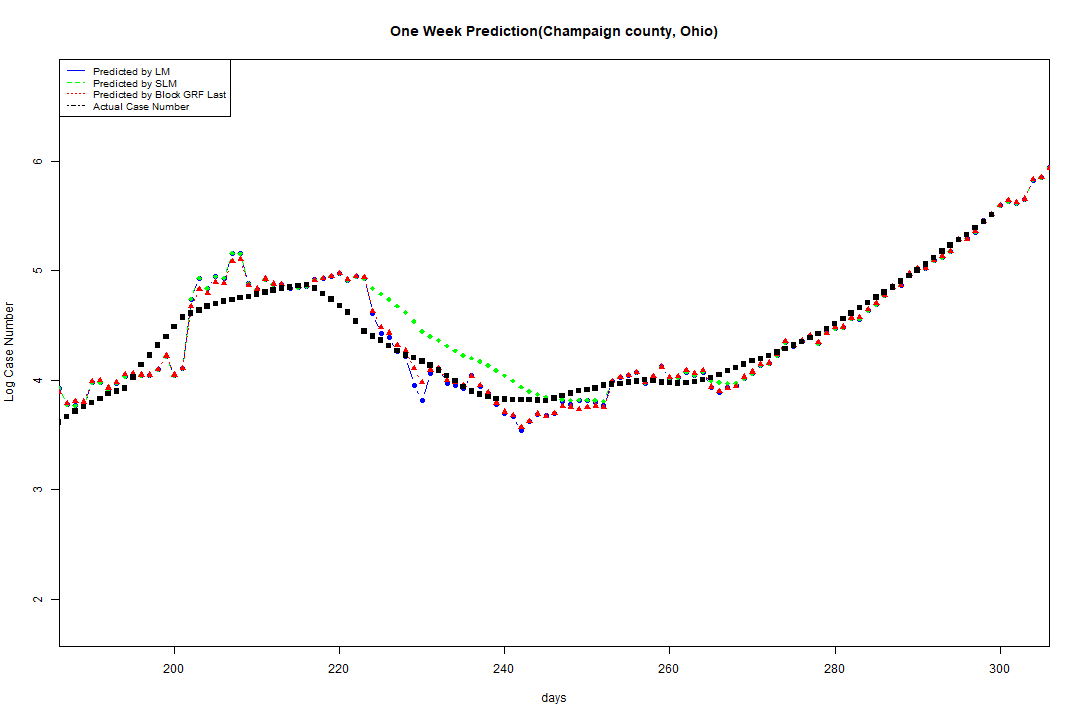 One Week Prediction(Champaign county, Ohio)
Predicted by LM
Predicted by SLM
Predicted by Block GRF Last
Actual Case Number
6
5
4
3
2
Log Case Number
200
220
240
260
280
300
days